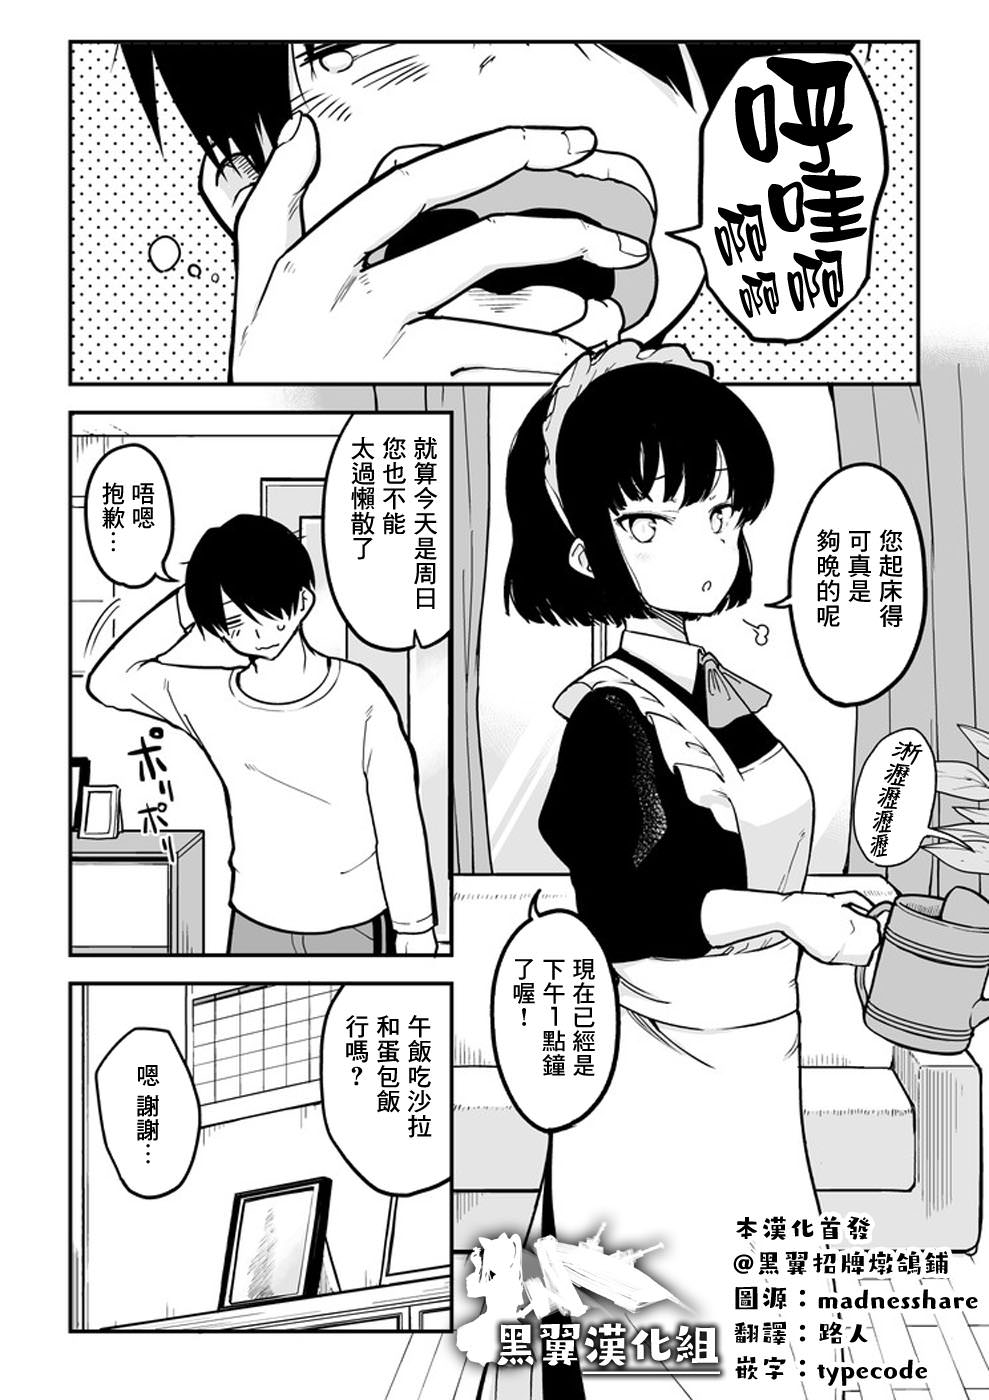 呼哇哈哈哈哈
您起床得
可真是
夠晚的呢
淅瀝瀝瀝瀝
現在已經是
下午1點鐘
了喔！
就算今天是周日
您也不能
太過懶散了
唔嗯
抱歉…
ポリポリ
午飯吃沙拉
和蛋包飯
行嗎？
嗯 謝謝…
黑翼漢化組
本漢化首發
@黑翼招牌燉鴿鋪
圖源：madnesshare
翻譯：路人
嵌字：typecode